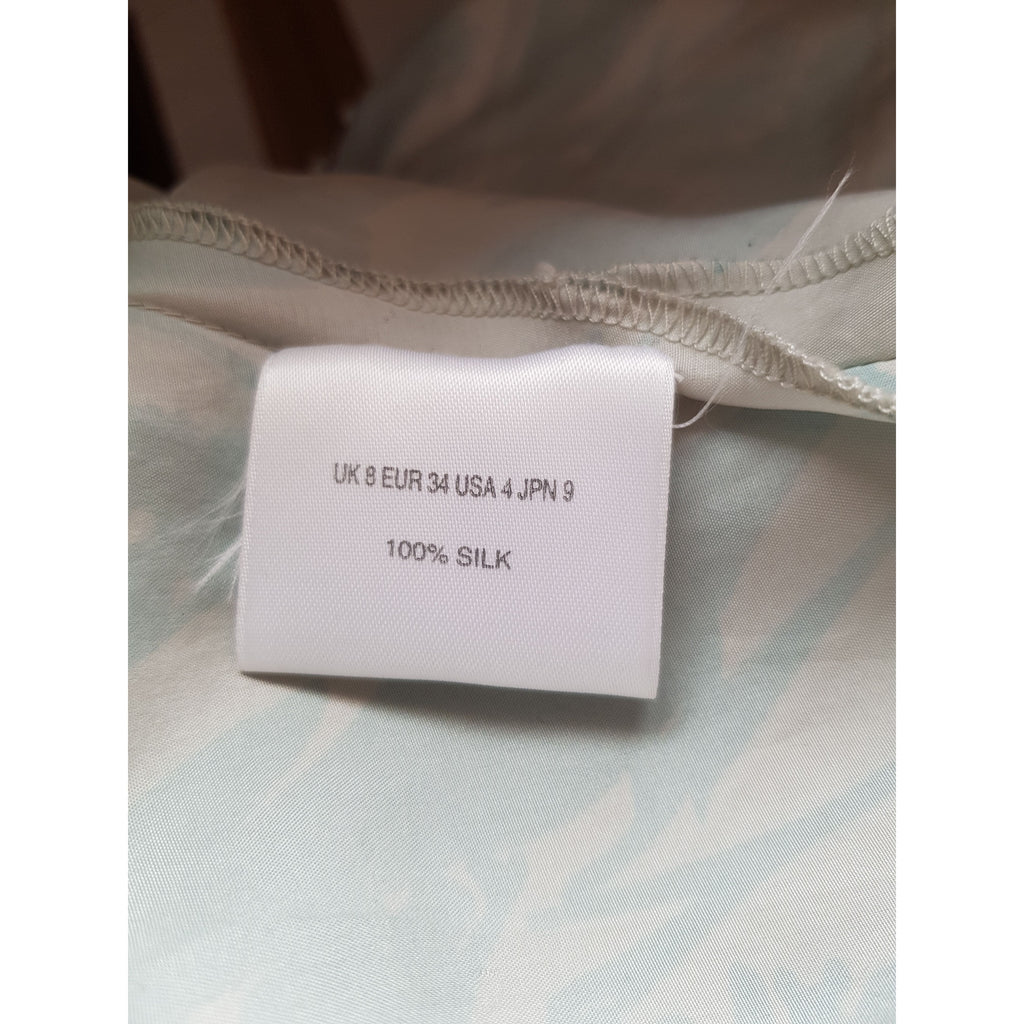 UK 8 EUR 34 USA 4 JPN 9
100% SILK